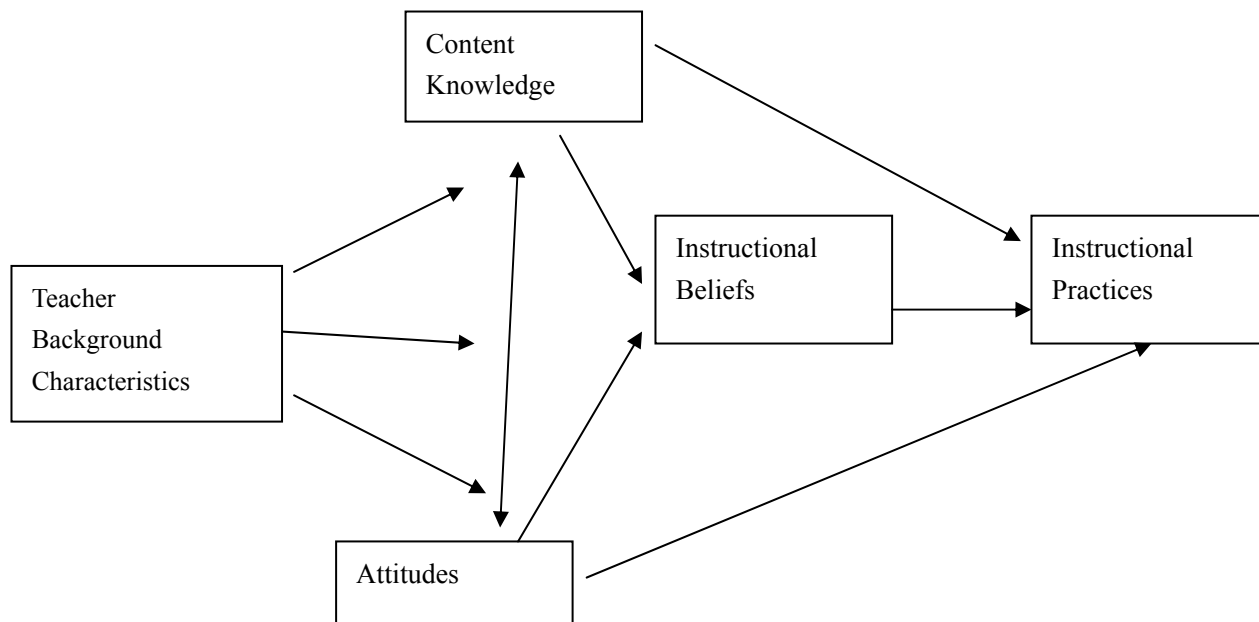 Content
Knowledge
Instructional
Beliefs
Instructional
Practices
Teacher
Background
Characteristics
Attitudes